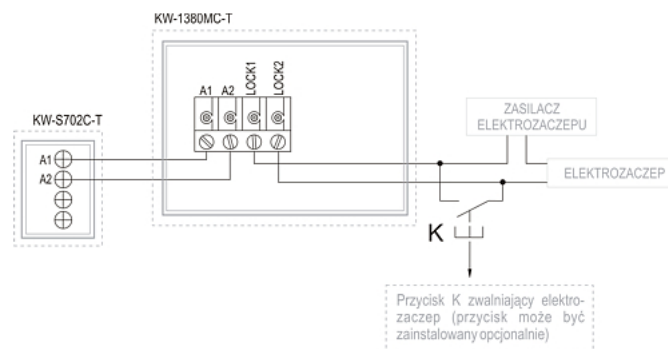 KW-1380MC-T
A1 A2 LOCK1 LOCK2
KW-S702C-T
A1
A2
ZASILACZ
ELEKTROZACZEPU
ELEKTROZACZEP
K
Przycisk K zwalniający elektro-
zaczep (przycisk może być
zainstalowany opcjonalnie)